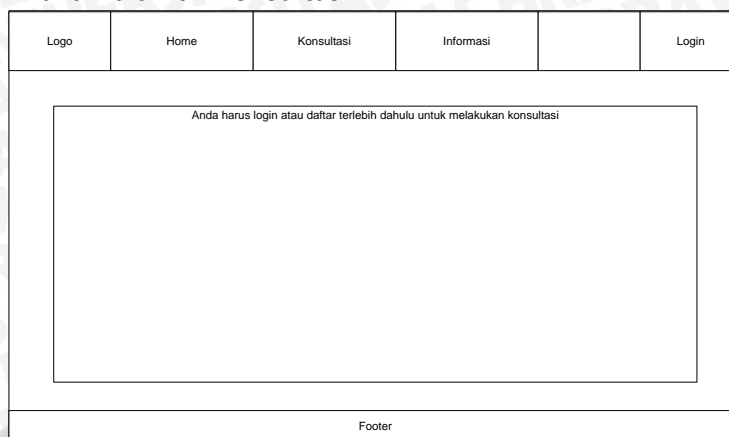 Logo Home Konsultasi Informasi Login
Anda harus login atau daftar terlebih dahulu untuk melakukan konsultasi
Footer